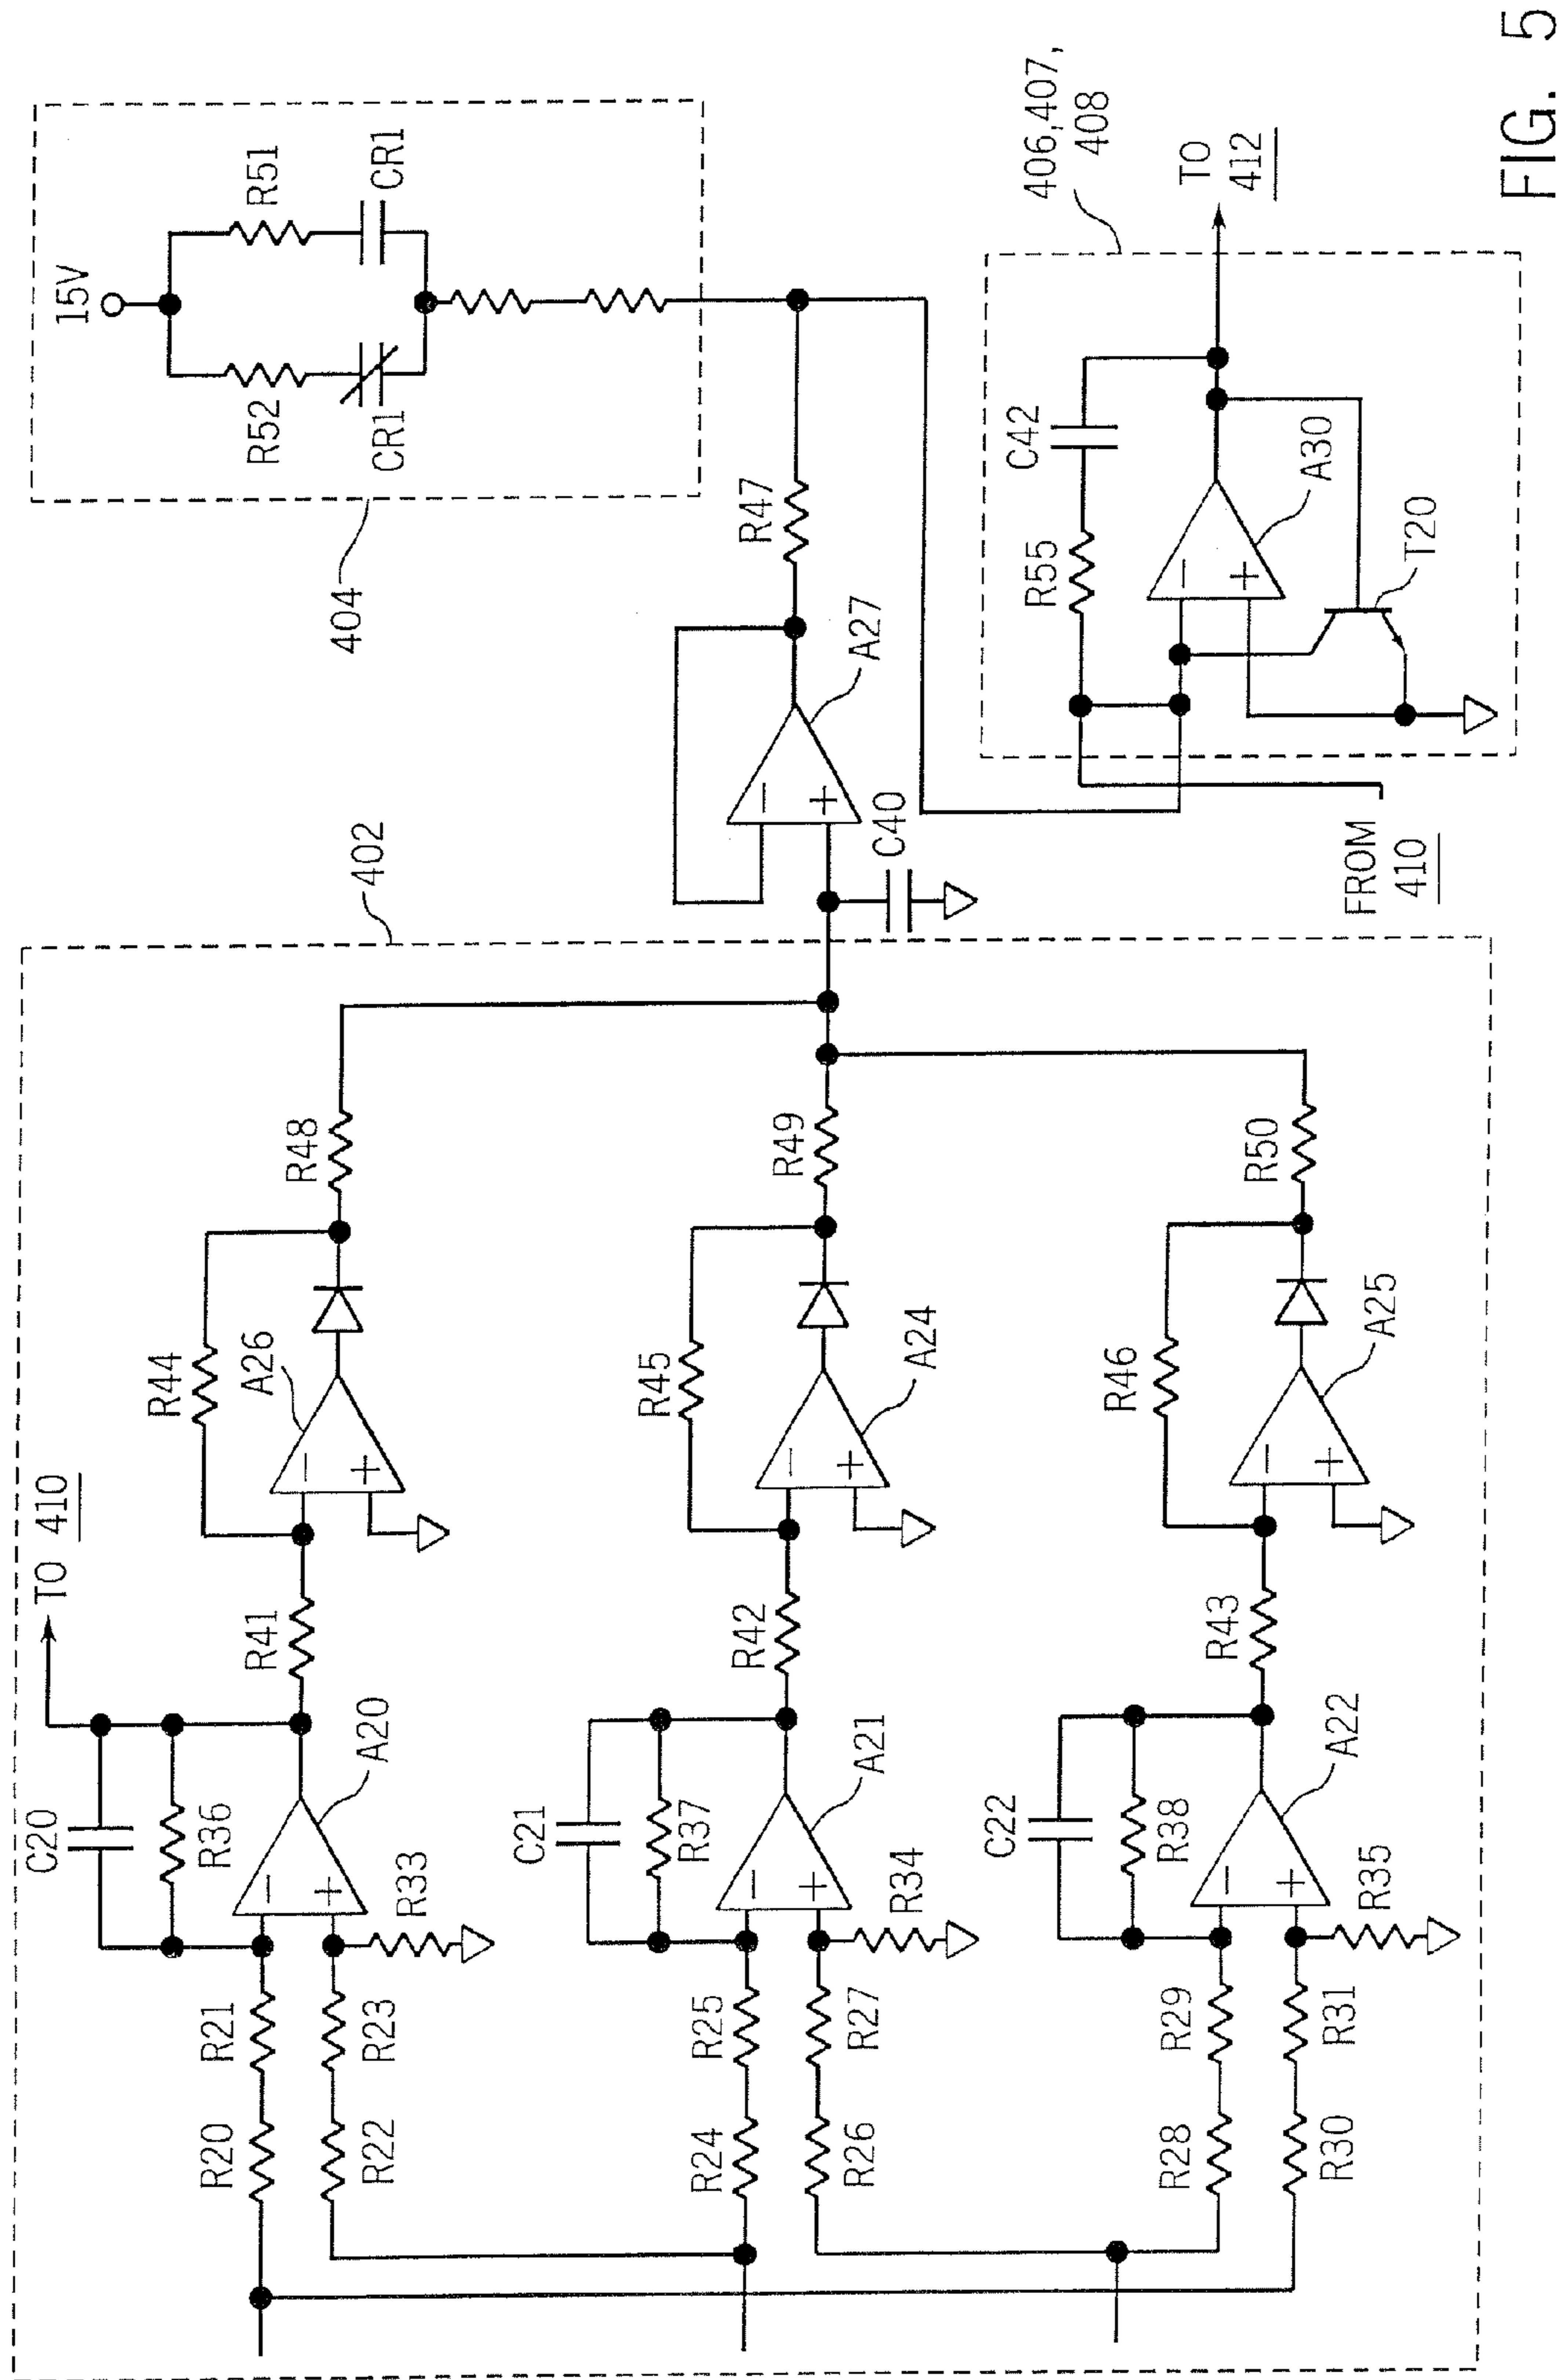 402
C20
R36
TO 410
R20
R21
R22
R23
R33
A20
R41
R44
A26
R48
C21
R37
R24
R25
R26
R27
R34
A21
R42
R45
A24
R49
C22
R38
R28
R29
R30
R31
R35
A22
R43
R46
A25
R50
C40
A27
R47
404
15V
R52
R51
CR1
CR1
406,407,
408
R55
C42
A30
T20
FROM
410
TO
412
FIG. 5
- + - + - +
- + - + - +
- +
- +